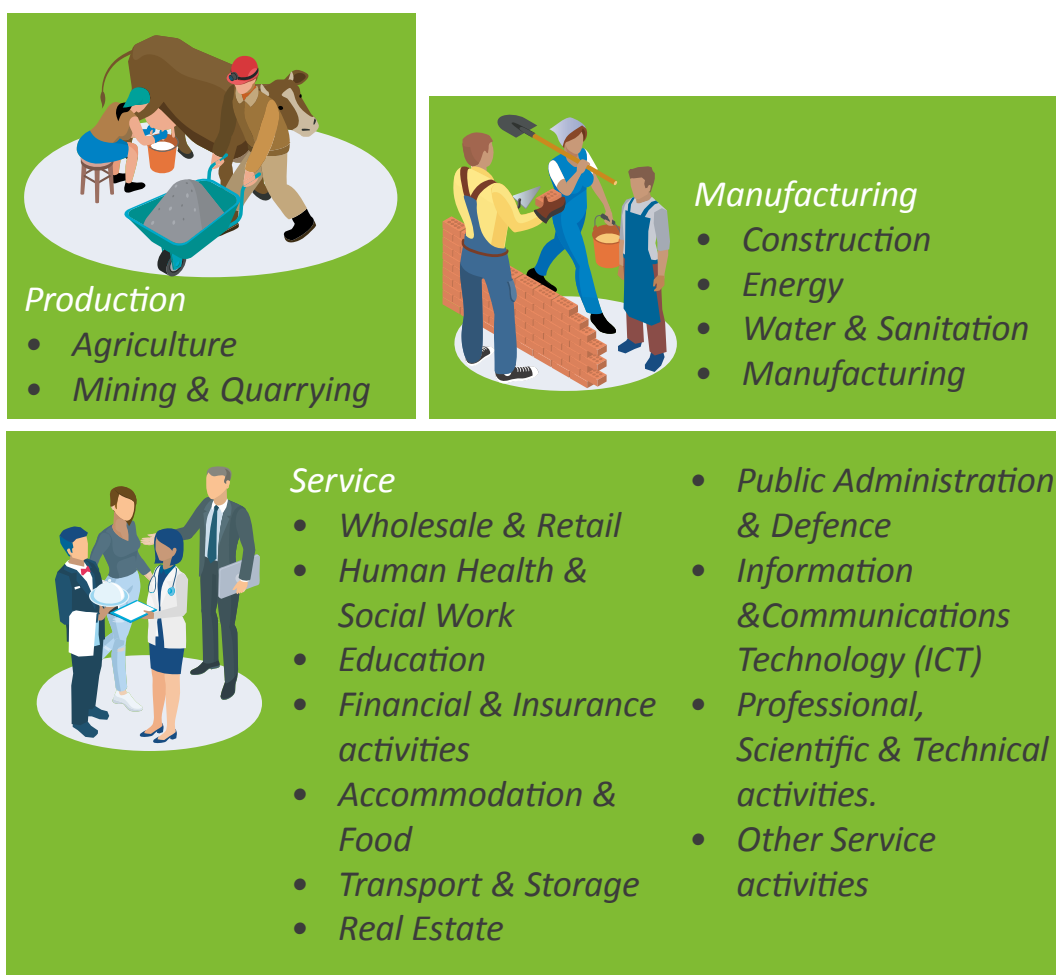 Production
• Agriculture
• Mining & Quarrying
Manufacturing
• Construction
• Energy
• Water & Sanitation
• Manufacturing
Service
• Wholesale & Retail
• Human Health &
Social Work
• Education
• Financial & Insurance
activities
• Accommodation &
Food
• Transport & Storage
• Real Estate
• Public Administration
& Defence
• Information
&Communications
Technology (ICT)
• Professional,
Scientific & Technical
activities.
• Other Service
activities